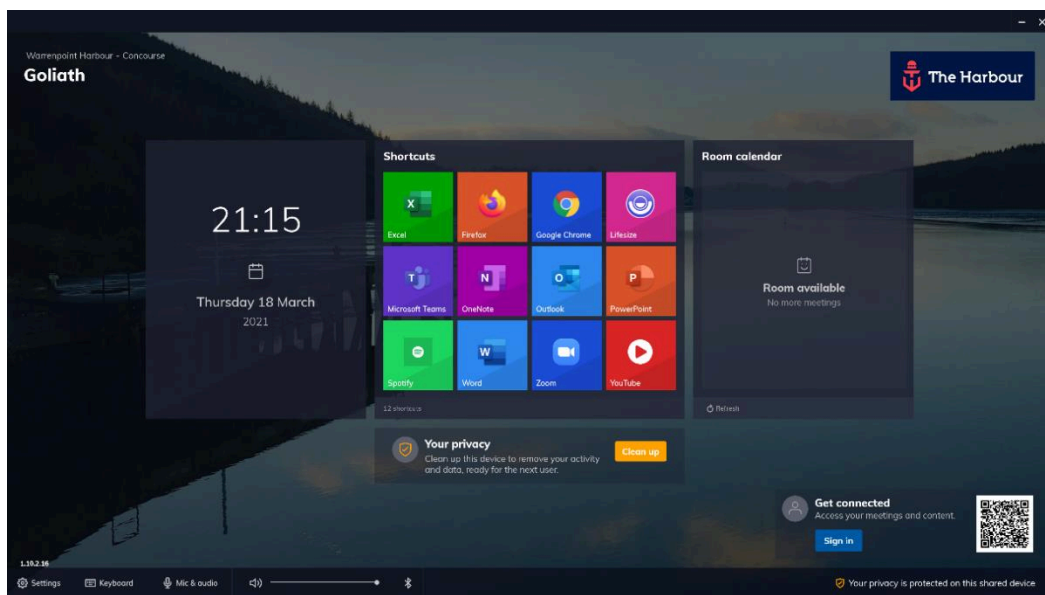 Warrenpoint Harbour - Concourse
Goliath
The Harbour
21:15
Thursday 18 March
2021
Shortcuts
Excel
Firefox
Google Chrome
Lifesize
Microsoft Teams
OneNote
Outlook
PowerPoint
Spotify
Word
Zoom
YouTube
12 shortcuts
Room calendar
Room available
No more meetings
Refresh
Your privacy
Clean up this device to remove your activity
and data, ready for the next user.
Clean up
Get connected
Access your meetings and content.
Sign in
1.19.2.16
Settings
Keyboard
Mic & audio
Your privacy is protected on this shared device